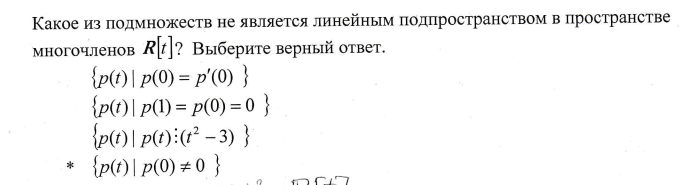 Какое из подмножеств не является линейным подпространством в пространстве
многочленов R[t]? Выберите верный ответ.
{p(t) | p(0) = p′(0) }
{p(t) | p(1) = p(0) = 0 }
{p(t) | p(t)⋮(t² − 3) }
* {p(t) | p(0) ≠ 0 }